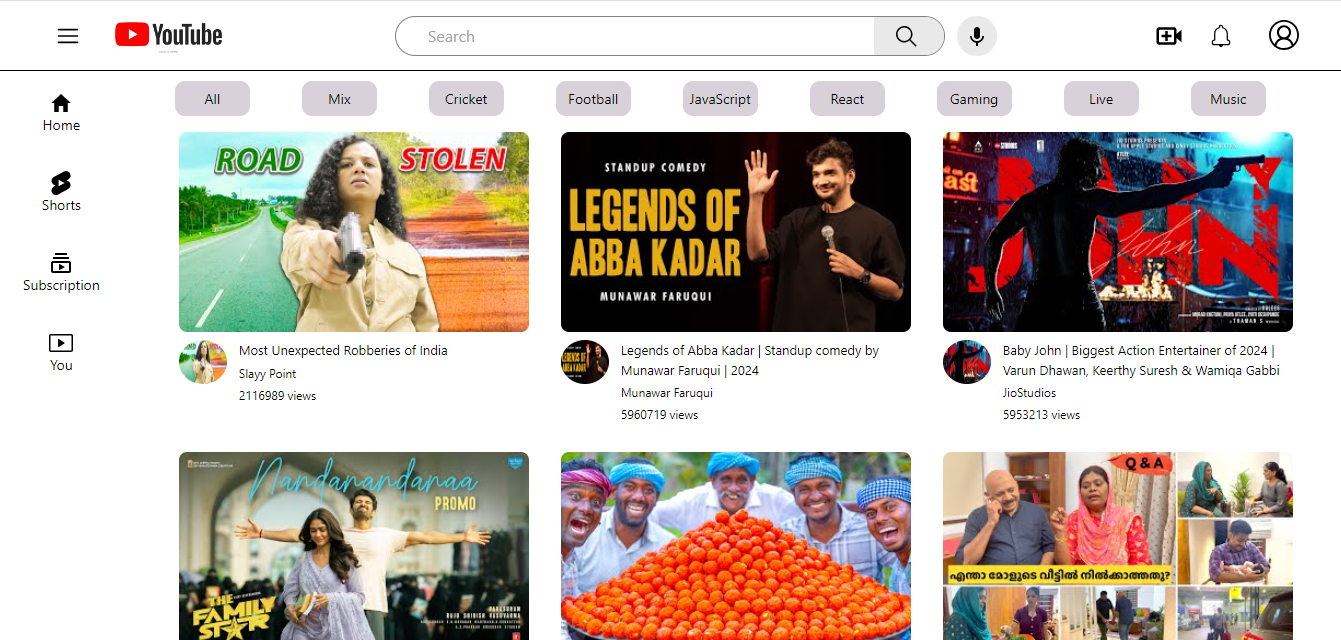 YouTube
Search
All
Mix
Cricket
Football
JavaScript
React
Gaming
Live
Music
Home
Shorts
Subscription
You
ROAD STOLEN
STANDUP COMEDY
LEGENDS OF
ABBA KADAR
MUNAWAR FARUQUI
John
Most Unexpected Robberies of India
Slayy Point
2116989 views
Legends of Abba Kadar | Standup comedy by
Munawar Faruqui | 2024
Munawar Faruqui
5960719 views
Baby John | Biggest Action Entertainer of 2024 |
Varun Dhawan, Keerthy Suresh & Wamiqa Gabbi
JioStudios
5953213 views
Nandanandanaa
PROMO
THE
FAMILY
STAR
Q & A
എന്താ മോളുടെ വീട്ടിൽ നിൽക്കാത്തതു?